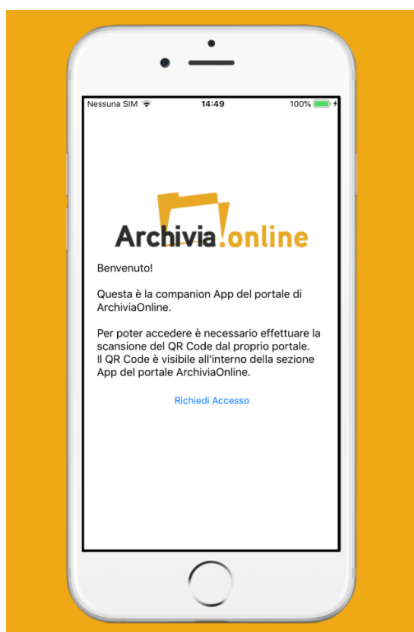 Nessuna SIM 14:49 100%
Archivia.online
Benvenuto!
Questa è la companion App del portale di
ArchiviaOnline.
Per poter accedere è necessario effettuare la
scansione del QR Code dal proprio portale.
Il QR Code è visibile all'interno della sezione
App del portale ArchiviaOnline.
Richiedi Accesso